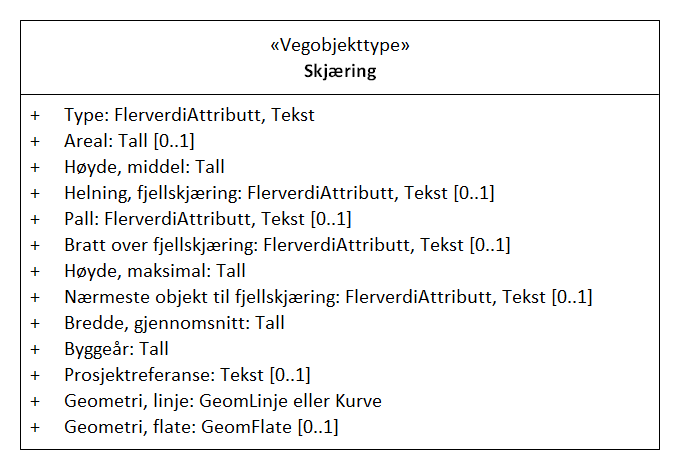 «Vegobjekttype»
Skjæring
+ Type: FlerverdiAttributt, Tekst
+ Areal: Tall [0..1]
+ Høyde, middel: Tall
+ Helning, fjellskjæring: FlerverdiAttributt, Tekst [0..1]
+ Pall: FlerverdiAttributt, Tekst [0..1]
+ Bratt over fjellskjæring: FlerverdiAttributt, Tekst [0..1]
+ Høyde, maksimal: Tall
+ Nærmeste objekt til fjellskjæring: FlerverdiAttributt, Tekst [0..1]
+ Bredde, gjennomsnitt: Tall
+ Byggeår: Tall
+ Prosjektreferanse: Tekst [0..1]
+ Geometri, linje: GeomLinje eller Kurve
+ Geometri, flate: GeomFlate [0..1]